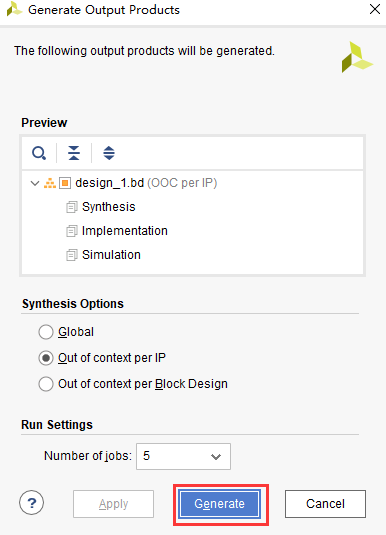 Generate Output Products
The following output products will be generated.
Preview
design_1.bd (OOC per IP)
Synthesis
Implementation
Simulation
Synthesis Options
Global
Out of context per IP
Out of context per Block Design
Run Settings
Number of jobs: 5
? Apply Generate Cancel